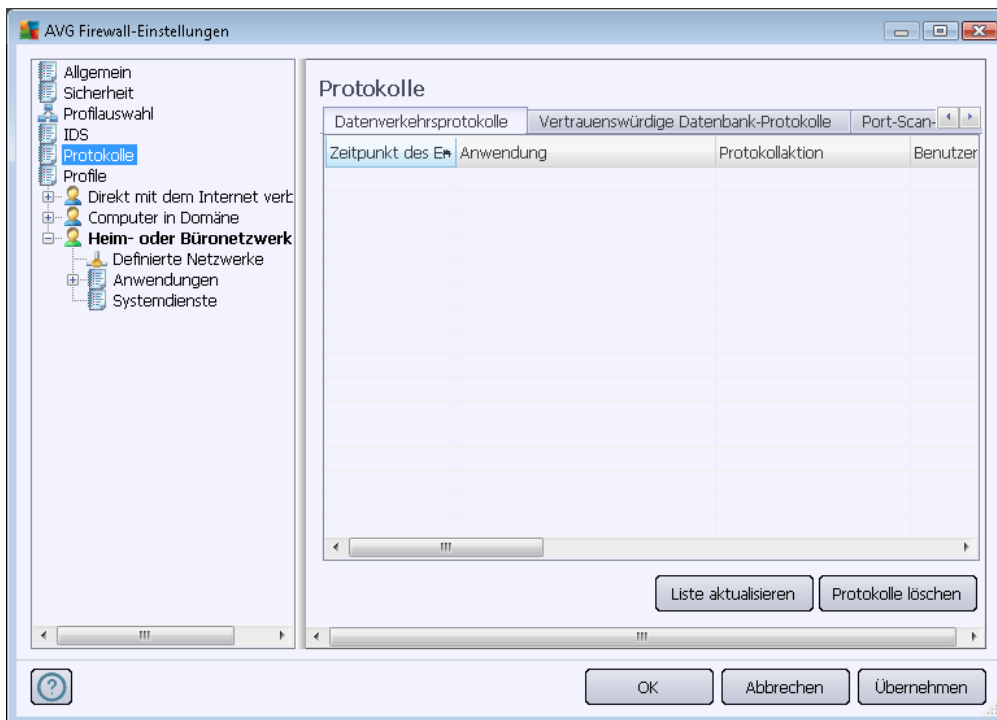 AVG Firewall-Einstellungen
Allgemein
Sicherheit
Profilauswahl
IDS
Protokolle
Profile
Direkt mit dem Internet verb
Computer in Domäne
Heim- oder Büronetzwerk
Definierte Netzwerke
Anwendungen
Systemdienste
Protokolle
Datenverkehrsprotokolle
Vertrauenswürdige Datenbank-Protokolle
Port-Scan-
Zeitpunkt des
Anwendung
Protokollaktion
Benutzer
Liste aktualisieren
Protokolle löschen
OK
Abbrechen
Übernehmen